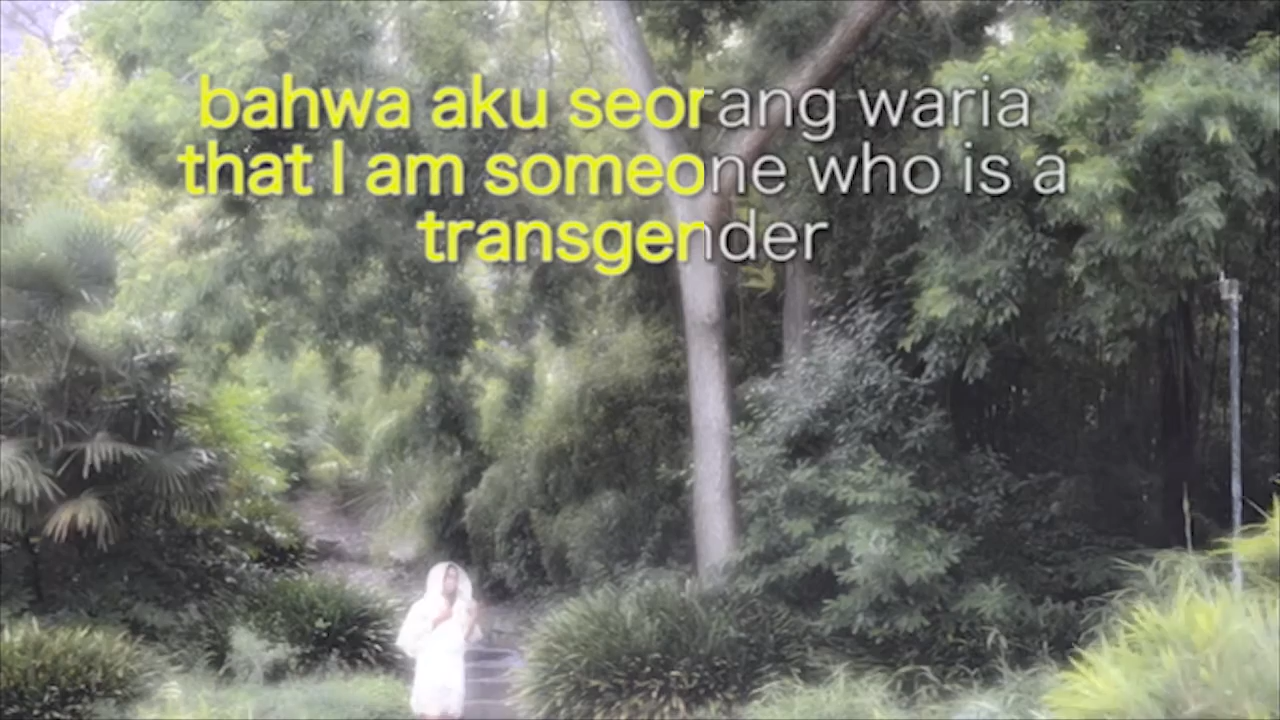 bahwa aku seorang waria
that I am someone who is a
transgender